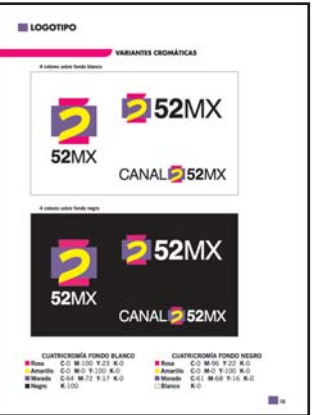 LOGOTIPO
VARIANTES CROMÁTICAS
4 colores sobre fondo blanco
52MX
52MX
CANAL 52MX
4 colores sobre fondo negro
52MX
52MX
CANAL 52MX
CUATRICROMÍA FONDO BLANCO
Rosa C-0 M-100 Y-23 K-0
Amarillo C-0 M-0 Y-100 K-0
Morado C-64 M-72 Y-17 K-0
Negro K-100
CUATRICROMÍA FONDO NEGRO
Rosa C-0 M-96 Y-22 K-0
Amarillo C-0 M-0 Y-100 K-0
Morado C-61 M-68 Y-16 K-0
Blanco K-0